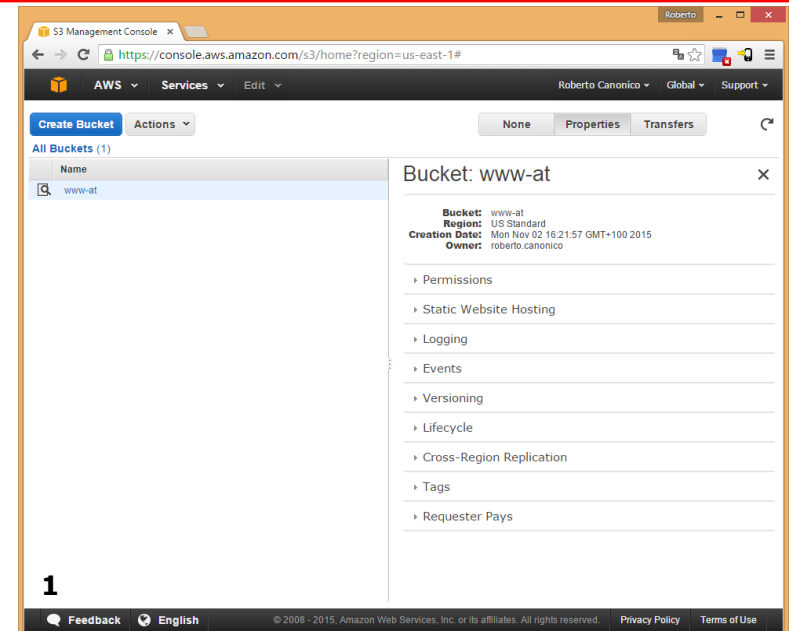 Roberto
S3 Management Console
https://console.aws.amazon.com/s3/home?region=us-east-1#
AWS Services Edit Roberto Canonico Global Support
Create Bucket Actions None Properties Transfers
All Buckets (1)
Name
www-at
Bucket: www-at
Bucket: www-at
Region: US Standard
Creation Date: Mon Nov 02 16:21:57 GMT+100 2015
Owner: roberto.canonico
Permissions
Static Website Hosting
Logging
Events
Versioning
Lifecycle
Cross-Region Replication
Tags
Requester Pays
1
Feedback English © 2008 - 2015, Amazon Web Services, Inc. or its affiliates. All rights reserved. Privacy Policy Terms of Use